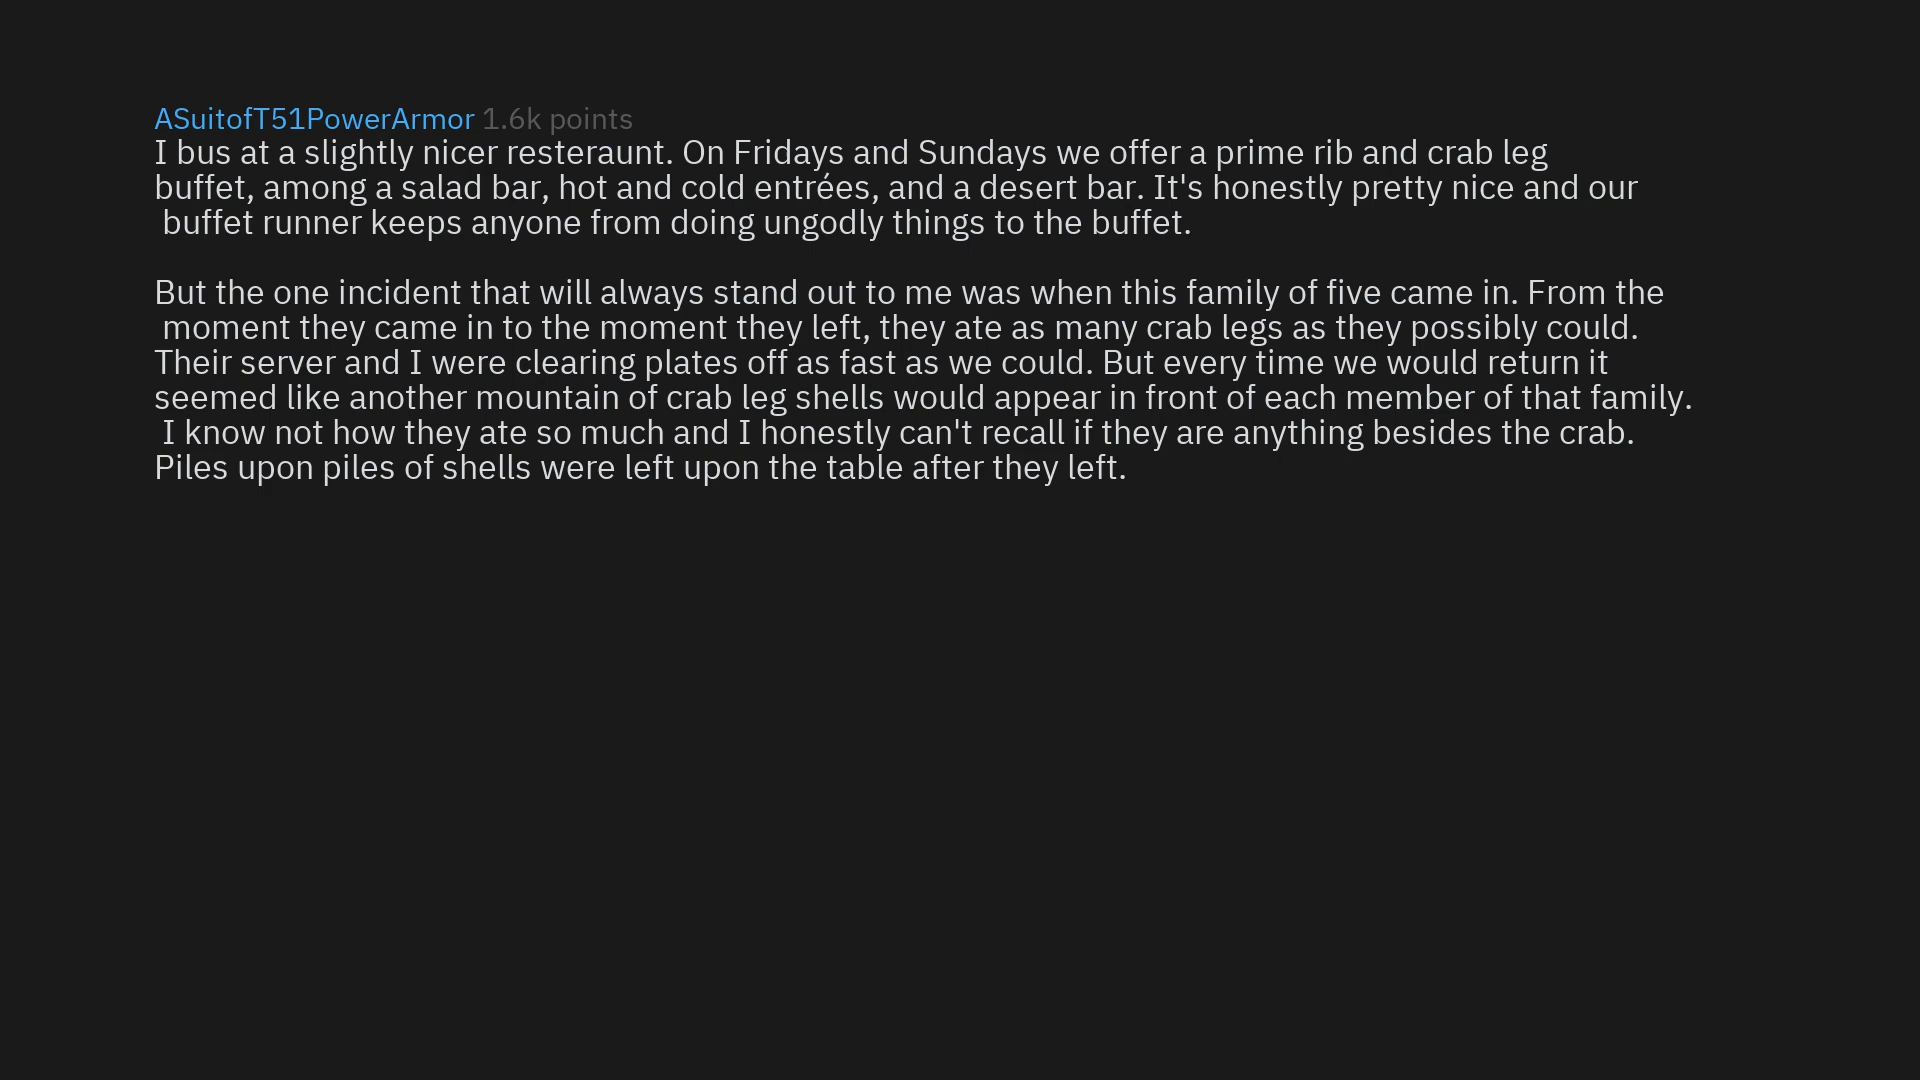 ASuitofT51PowerArmor 1.6k points
I bus at a slightly nicer resteraunt. On Fridays and Sundays we offer a prime rib and crab leg
buffet, among a salad bar, hot and cold entrées, and a desert bar. It's honestly pretty nice and our
buffet runner keeps anyone from doing ungodly things to the buffet.
But the one incident that will always stand out to me was when this family of five came in. From the
moment they came in to the moment they left, they ate as many crab legs as they possibly could.
Their server and I were clearing plates off as fast as we could. But every time we would return it
seemed like another mountain of crab leg shells would appear in front of each member of that family.
I know not how they ate so much and I honestly can't recall if they are anything besides the crab.
Piles upon piles of shells were left upon the table after they left.